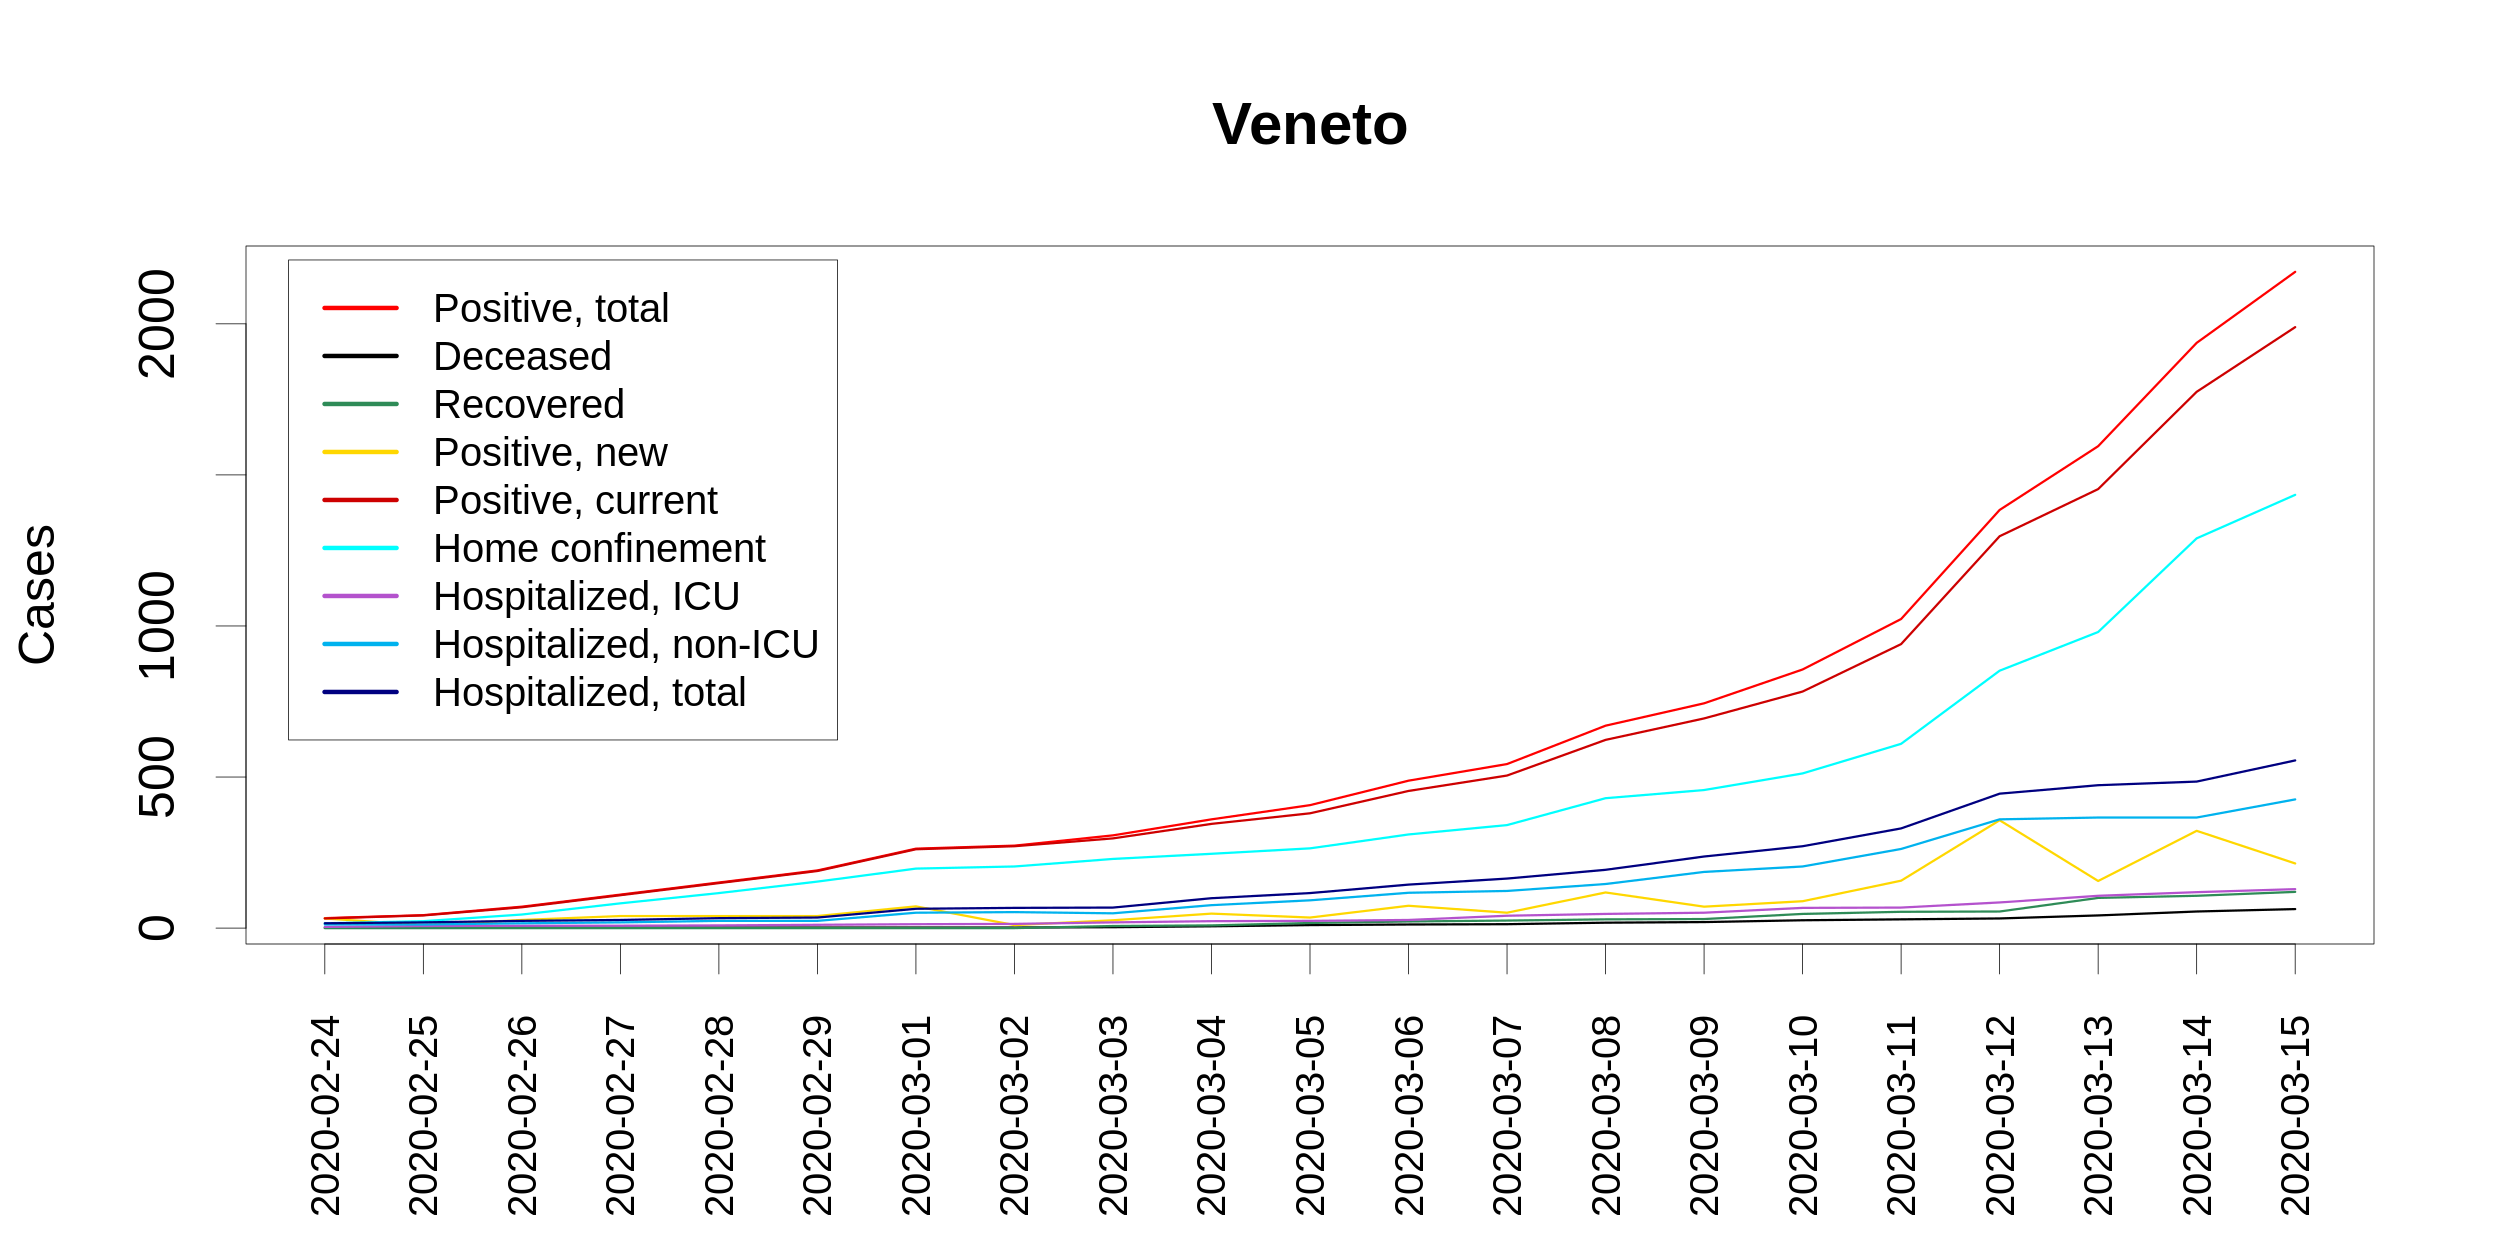 Veneto
Cases
2000
1000
500
0
Positive, total
Deceased
Recovered
Positive, new
Positive, current
Home confinement
Hospitalized, ICU
Hospitalized, non-ICU
Hospitalized, total
2020-02-24
2020-02-25
2020-02-26
2020-02-27
2020-02-28
2020-02-29
2020-03-01
2020-03-02
2020-03-03
2020-03-04
2020-03-05
2020-03-06
2020-03-07
2020-03-08
2020-03-09
2020-03-10
2020-03-11
2020-03-12
2020-03-13
2020-03-14
2020-03-15